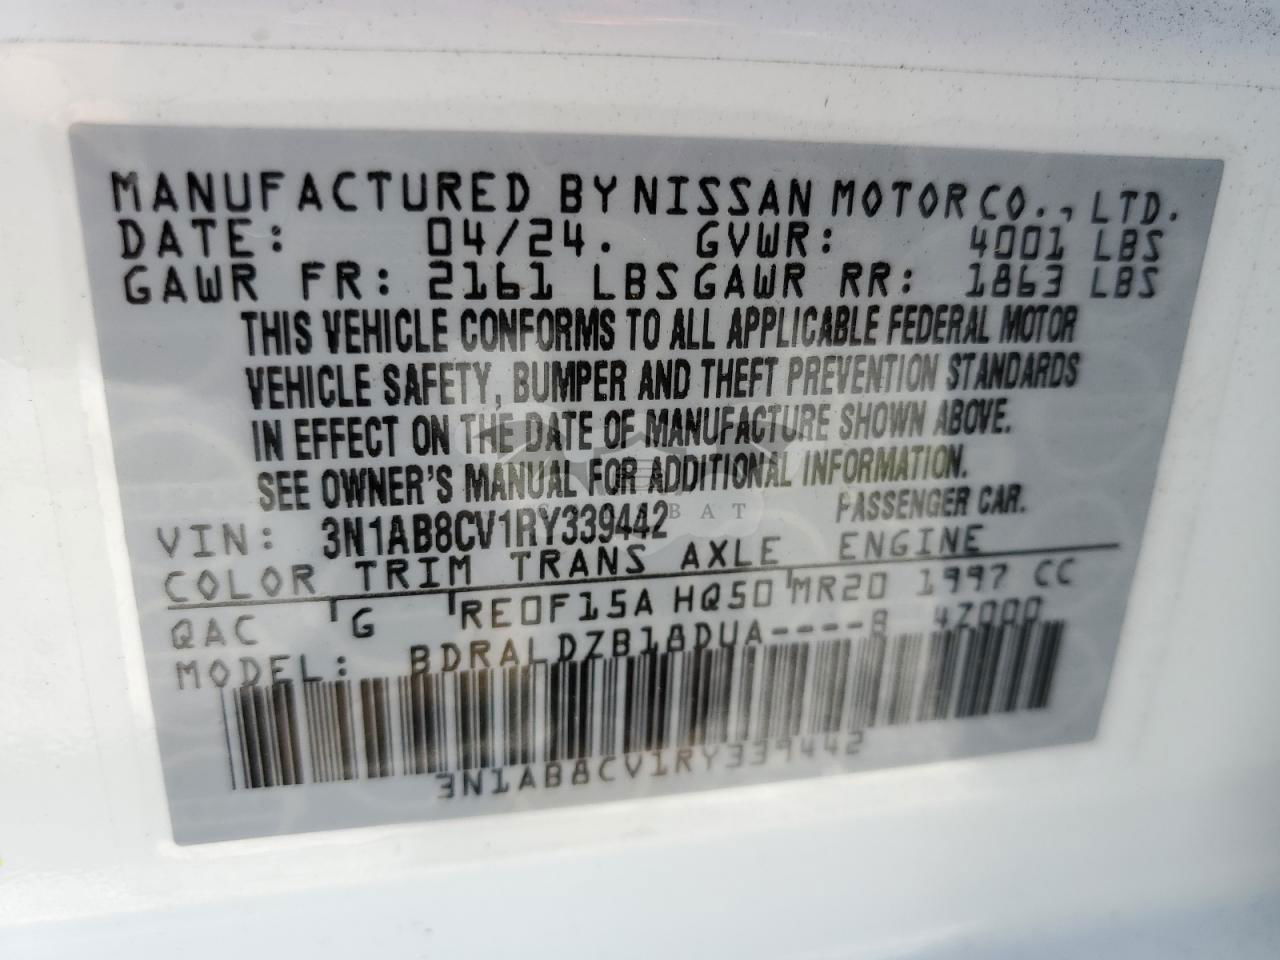 MANUFACTURED BY NISSAN MOTOR CO., LTD.
DATE: 04/24. GVWR: 4001 LBS
GAWR FR: 2161 LBS GAWR RR: 1863 LBS
THIS VEHICLE CONFORMS TO ALL APPLICABLE FEDERAL MOTOR
VEHICLE SAFETY, BUMPER AND THEFT PREVENTION STANDARDS
IN EFFECT ON THE DATE OF MANUFACTURE SHOWN ABOVE.
SEE OWNER'S MANUAL FOR ADDITIONAL INFORMATION.
VIN: 3N1AB8CV1RY339442 PASSENGER CAR.
COLOR TRIM TRANS AXLE ENGINE
QAC G RE0F15A HQ50 MR20 1997 CC
MODEL: BDRALDZB18DUA----8 4Z000
3N1AB8CV1RY339442